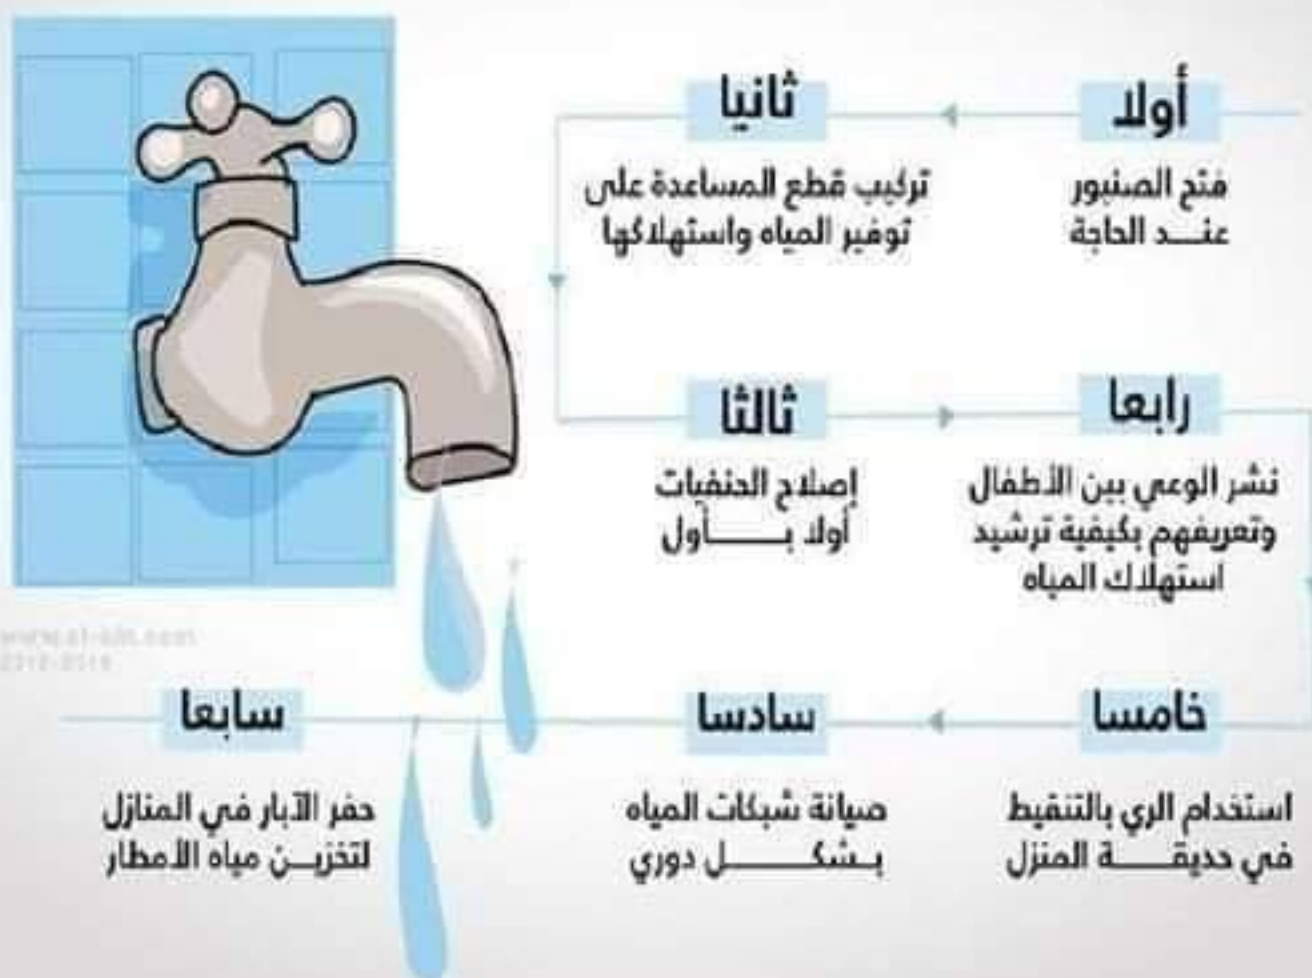 أولا
فتح الصنبور
عند الحاجة
ثانيا
تركيب قطع المساعدة على
توفير المياه واستهلاكها
ثالثا
إصلاح الحنفيات
أولا بأول
رابعا
نشر الوعي بين الأطفال
وتعريفهم بكيفية ترشيد
استهلاك المياه
خامسا
استخدام الري بالتنقيط
في حديقة المنزل
سادسا
صيانة شبكات المياه
بشكل دوري
سابعا
حفر الآبار في المنازل
لتخزين مياه الأمطار